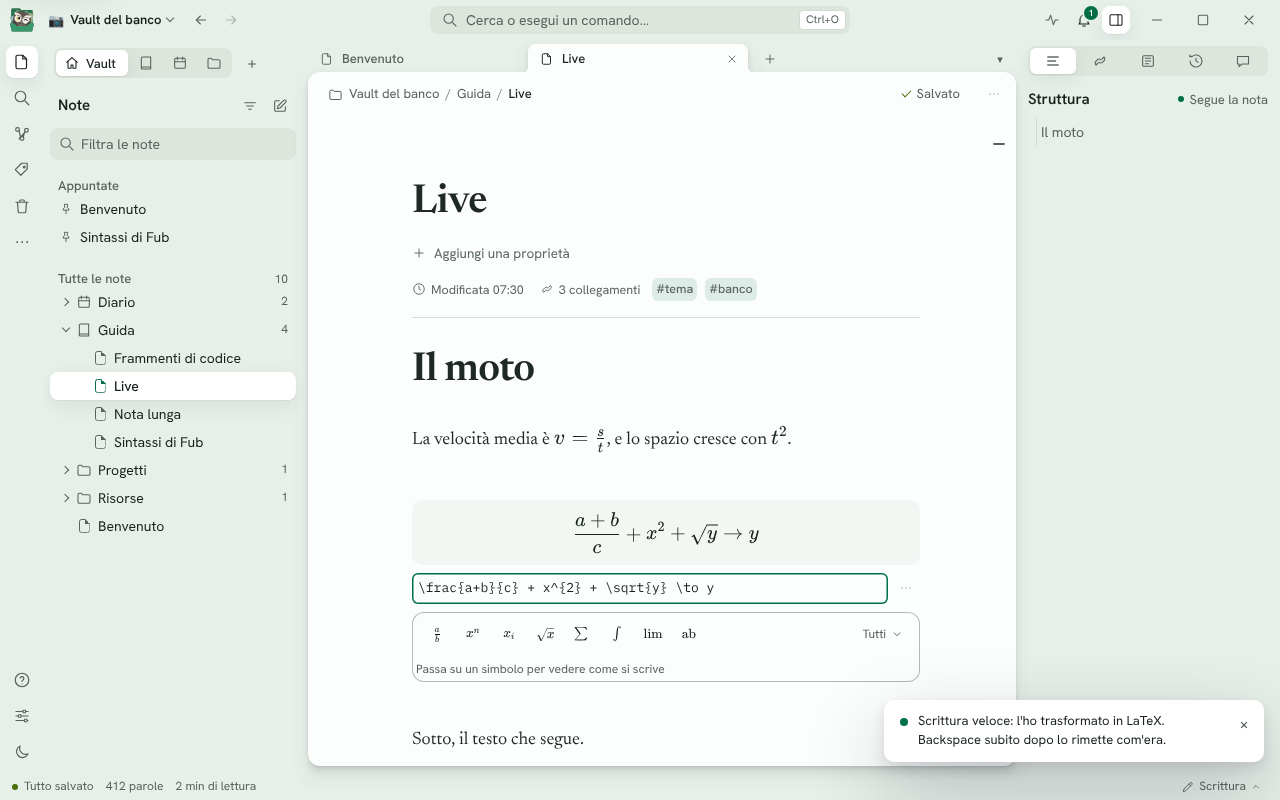 Vault del banco
Cerca o esegui un comando…
Ctrl+O
1
Vault
Benvenuto
Live
Note
Filtra le note
Appuntate
Benvenuto
Sintassi di Fub
Tutte le note 10
Diario 2
Guida 4
Frammenti di codice
Live
Nota lunga
Sintassi di Fub
Progetti 1
Risorse 1
Benvenuto
Vault del banco / Guida / Live
Salvato
Live
Aggiungi una proprietà
Modificata 07:30 3 collegamenti #tema #banco
Il moto
La velocità media è v = s/t, e lo spazio cresce con t².
a + b / c + x² + √y → y
\frac{a+b}{c} + x^{2} + \sqrt{y} \to y
a/b xⁿ xᵢ √x ∑ ∫ lim ab Tutti
Passa su un simbolo per vedere come si scrive
Sotto, il testo che segue.
Struttura
Segue la nota
Il moto
Scrittura veloce: l'ho trasformato in LaTeX.
Backspace subito dopo lo rimette com'era.
Tutto salvato 412 parole 2 min di lettura
Scrittura